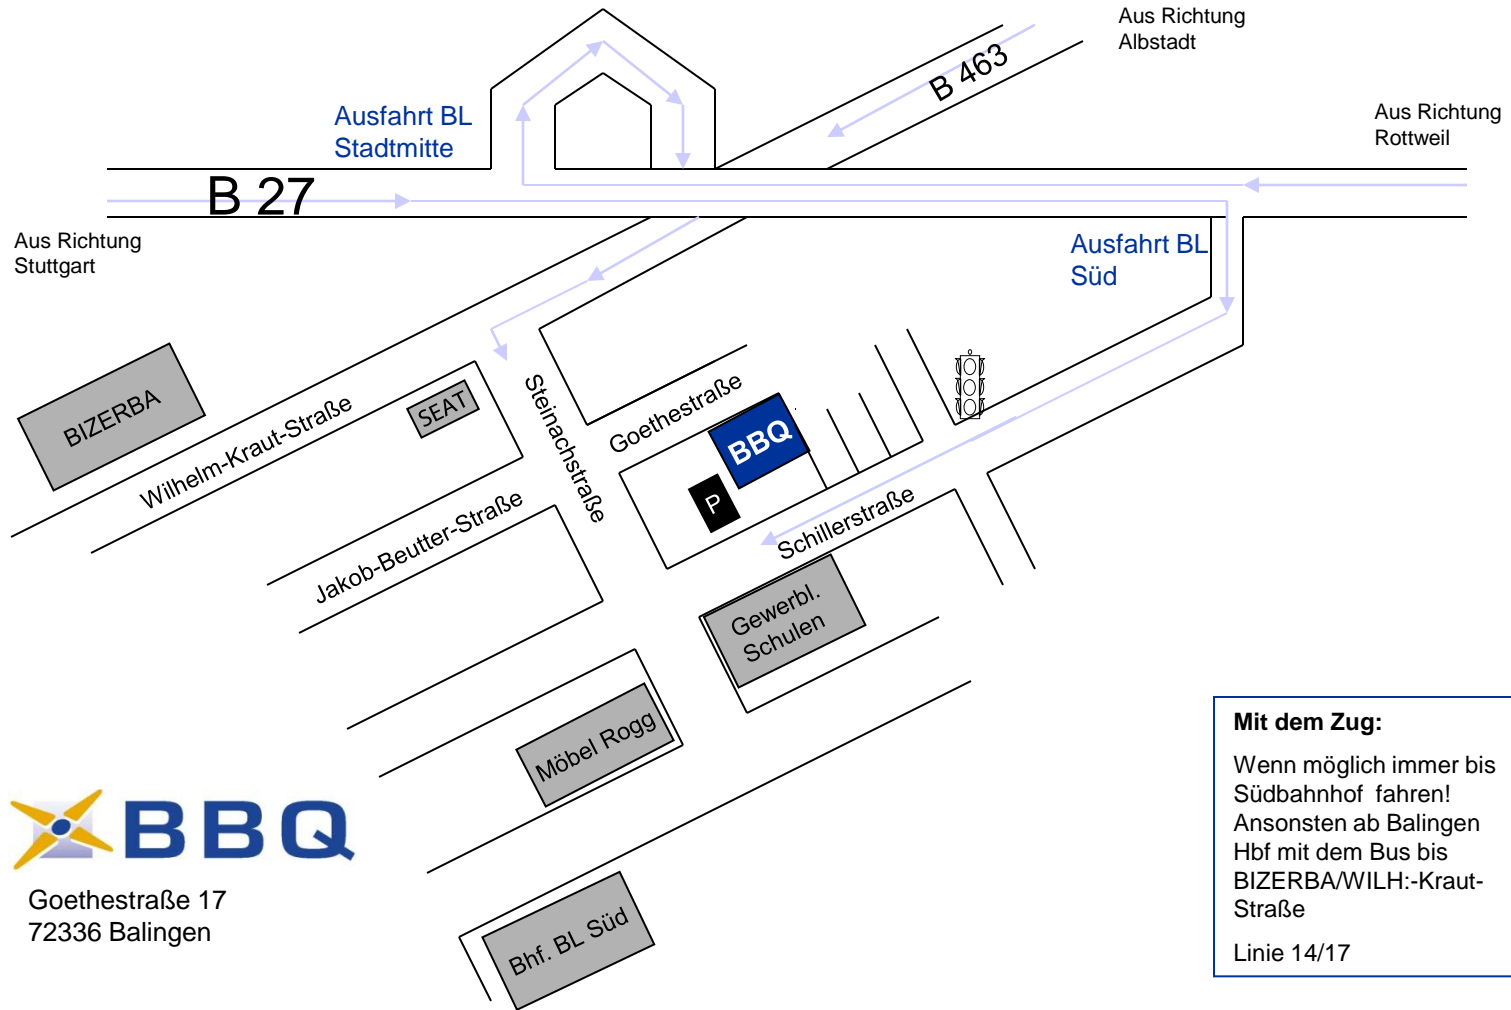 Aus Richtung
Albstadt
B 463
Ausfahrt BL
Stadtmitte
Aus Richtung
Rottweil
B 27
Aus Richtung
Stuttgart
Ausfahrt BL
Süd
BIZERBA
Wilhelm-Kraut-Straße
SEAT
Steinachstraße
Goethestraße
BBQ
P
Jakob-Beutter-Straße
Schillerstraße
Gewerbl.
Schulen
Möbel Rogg
Bhf. BL Süd
BBQ
Goethestraße 17
72336 Balingen
Mit dem Zug:
Wenn möglich immer bis
Südbahnhof  fahren!
Ansonsten ab Balingen
Hbf mit dem Bus bis
BIZERBA/WILH:-Kraut-
Straße
Linie 14/17